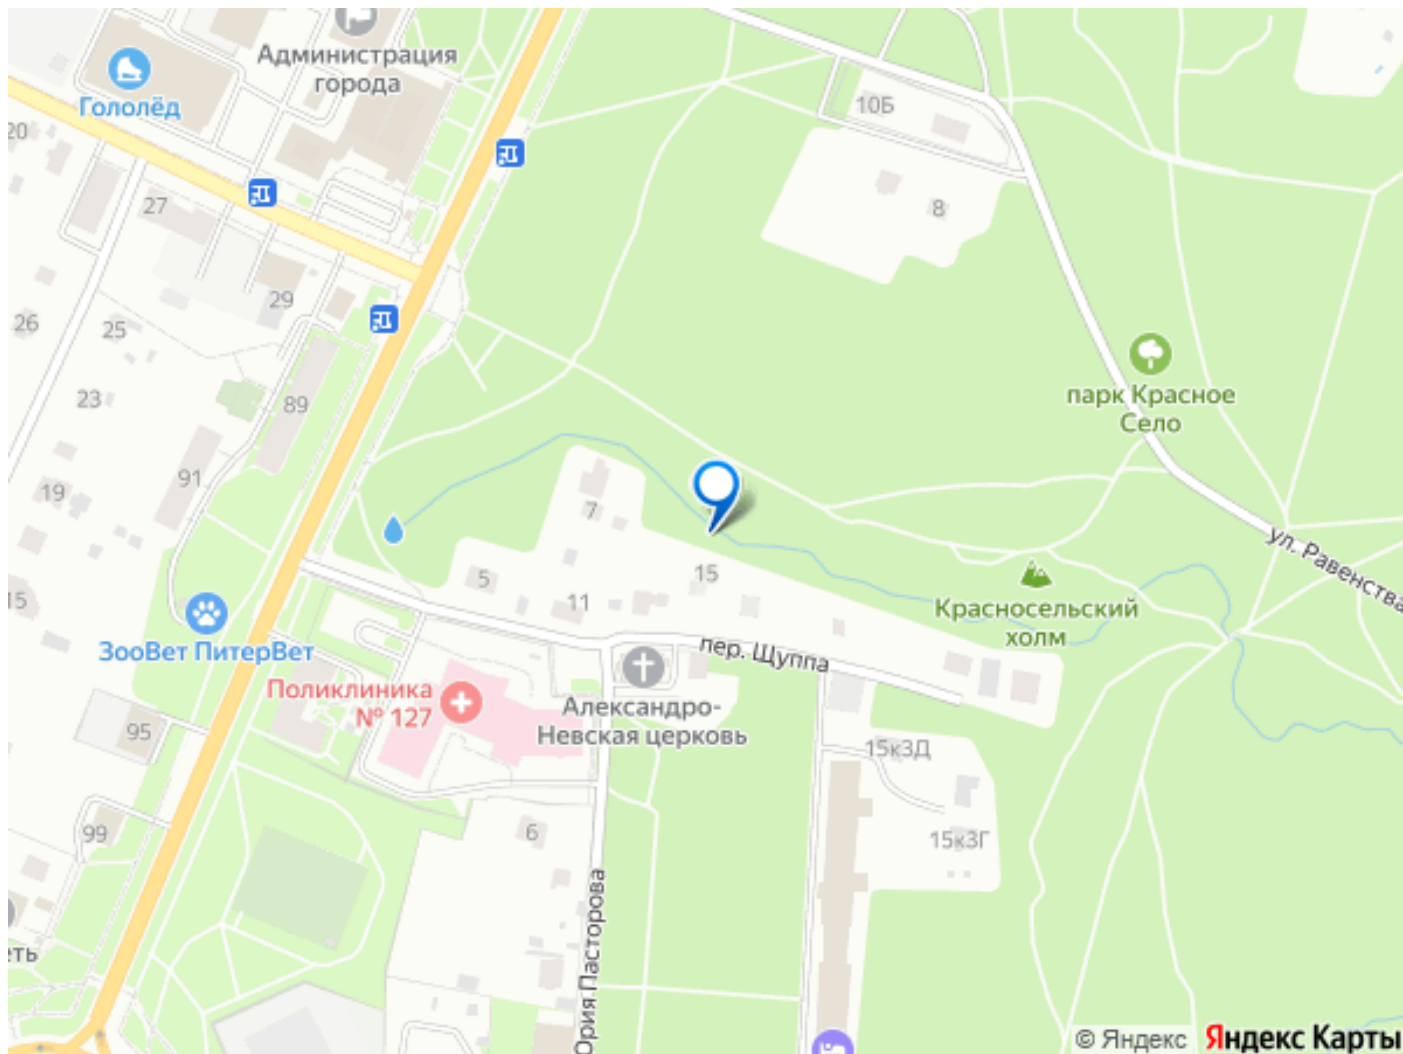 Администрация
города
Гололёд
20
10Б
27
8
29
26
25
парк Красное
Село
23
89
91
19
7
ул. Равенства
15
5
11
15
Красносельский
холм
ЗооВет ПитерВет
пер. Щуппа
Поликлиника
№ 127
Александро-
Невская церковь
95
15к3Д
99
6
15к3Г
еть
Юрия Пасторова
© Яндекс
Яндекс Карты